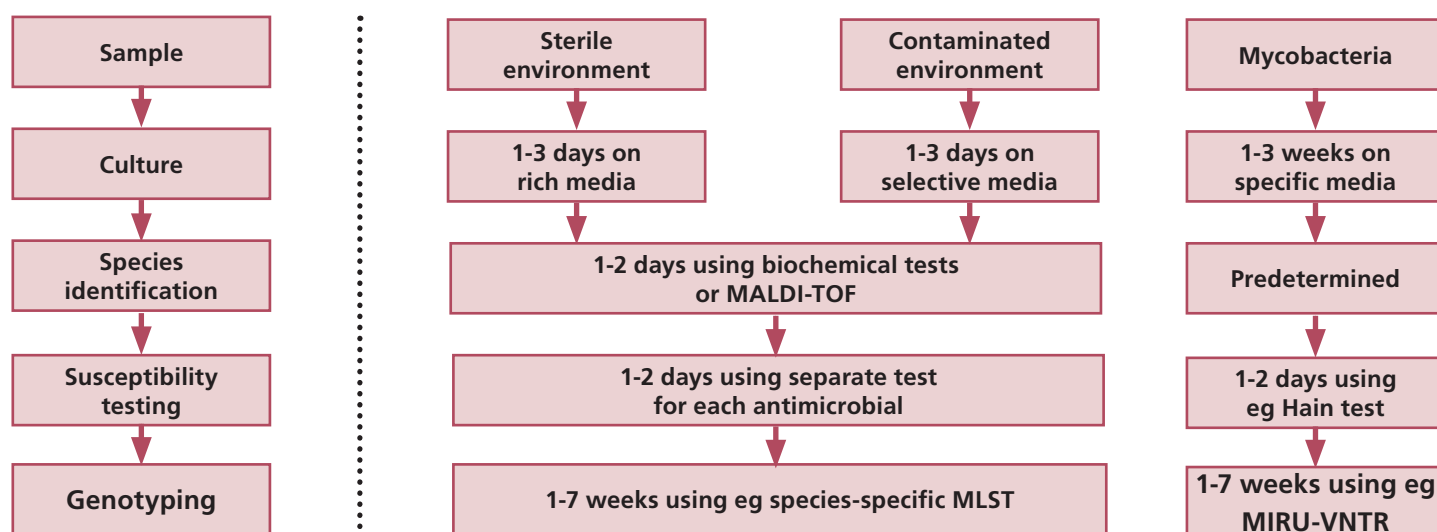 Sample
Sterile
environment
Contaminated
environment
Mycobacteria
Culture
1-3 days on
rich media
1-3 days on
selective media
1-3 weeks on
specific media
Species
identification
1-2 days using biochemical tests
or MALDI-TOF
Predetermined
Susceptibility
testing
1-2 days using separate test
for each antimicrobial
1-2 days using
eg Hain test
Genotyping
1-7 weeks using eg species-specific MLST
1-7 weeks using eg
MIRU-VNTR